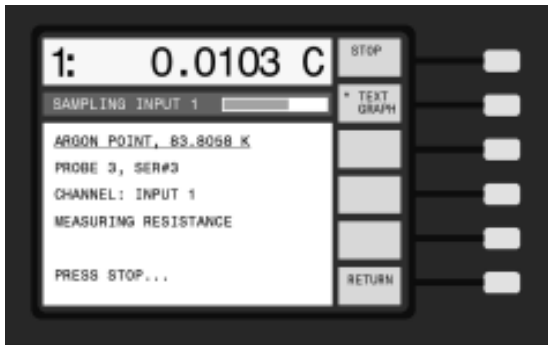 1: 0.0103 C
SAMPLING INPUT 1
ARGON POINT, 83.8058 K
PROBE 3, SER#3
CHANNEL: INPUT 1
MEASURING RESISTANCE
PRESS STOP...
STOP
* TEXT
GRAPH
RETURN